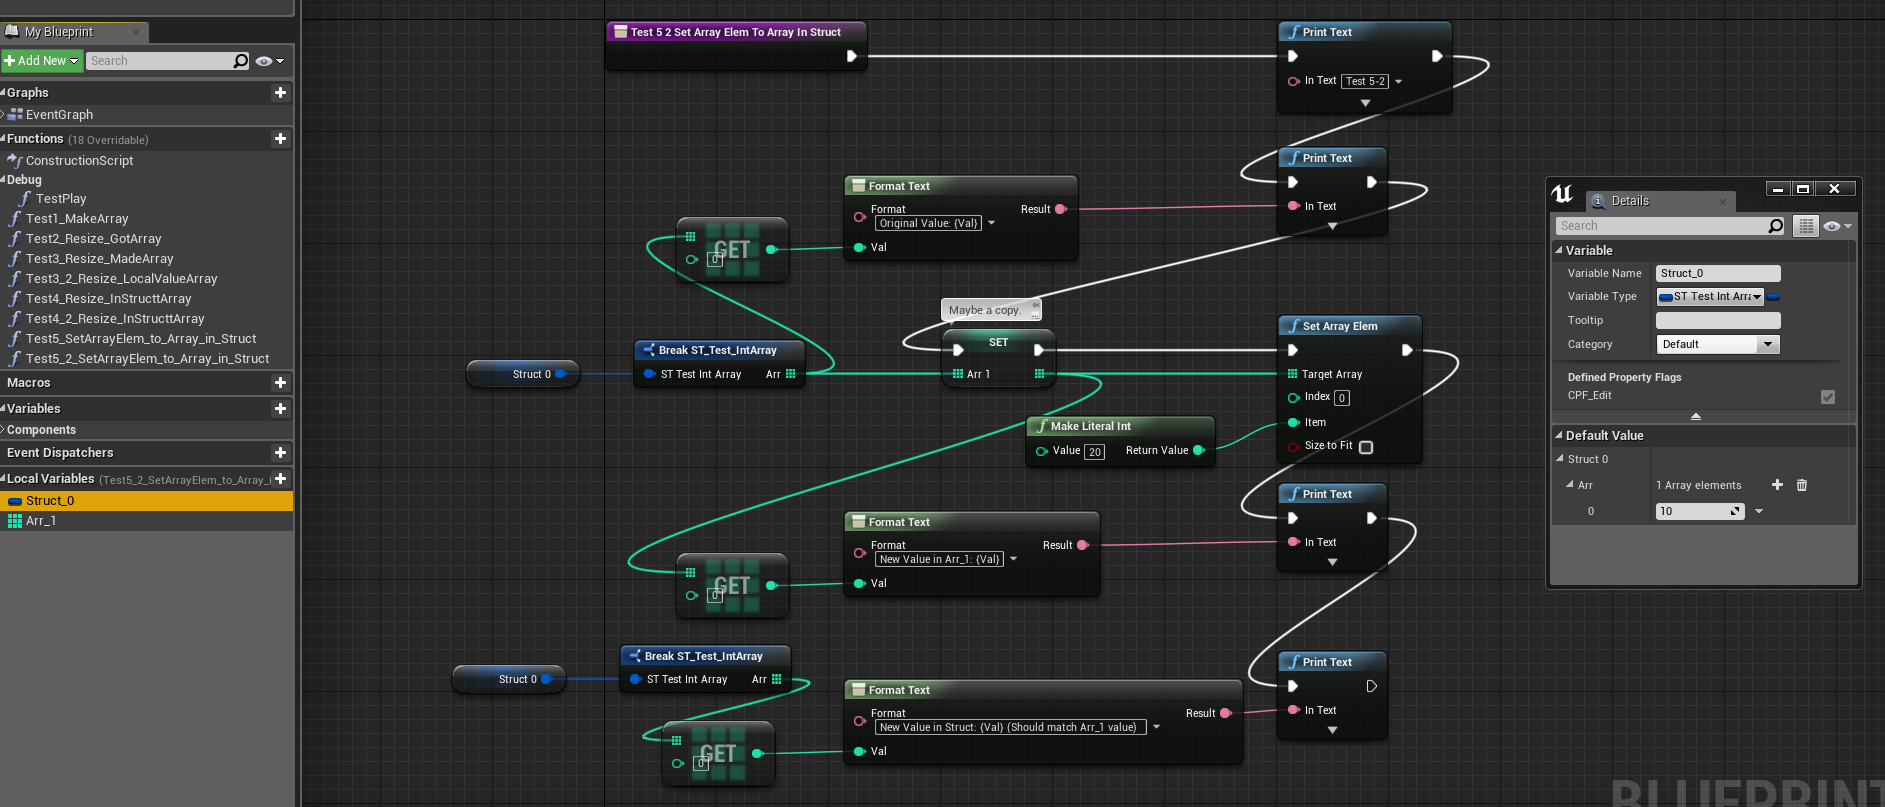 My Blueprint
Add New
Search
Graphs
EventGraph
Functions (18 Overridable)
ConstructionScript
Debug
TestPlay
Test1_MakeArray
Test2_Resize_GotArray
Test3_Resize_MadeArray
Test3_2_Resize_LocalValueArray
Test4_Resize_InStructtArray
Test4_2_Resize_InStructtArray
Test5_SetArrayElem_to_Array_in_Struct
Test5_2_SetArrayElem_to_Array_in_Struct
Macros
Variables
Components
Event Dispatchers
Local Variables (Test5_2_SetArrayElem_to_Array_i
Struct_0
Arr_1
Test 5 2 Set Array Elem To Array In Struct
Print Text
In Text Test 5-2
Print Text
In Text
Format Text
Format
Original Value: {Val}
Result
Val
GET
0
Maybe a copy.
SET
Arr 1
Struct 0
Break ST_Test_IntArray
ST Test Int Array Arr
Set Array Elem
Target Array
Index 0
Item
Size to Fit
Make Literal Int
Value 20 Return Value
Print Text
In Text
Format Text
Format
New Value in Arr_1: {Val}
Result
Val
GET
0
Struct 0
Break ST_Test_IntArray
ST Test Int Array Arr
Print Text
In Text
Format Text
Format
New Value in Struct: {Val} (Should match Arr_1 value)
Result
Val
GET
0
Details
Search
Variable
Variable Name Struct_0
Variable Type ST Test Int Arra
Tooltip
Category Default
Defined Property Flags
CPF_Edit
Default Value
Struct 0
Arr 1 Array elements
0 10
BLUEPRINT